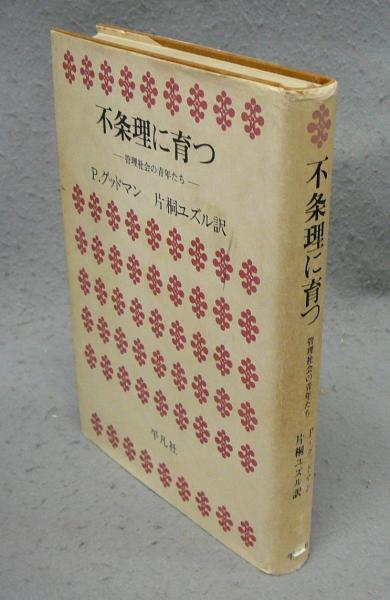 不条理に育つ
―管理社会の青年たち―
P.グッドマン 片桐ユズル訳
平凡社
不条理に育つ
管理社会の青年たち
P・グッドマン
片桐ユズル訳